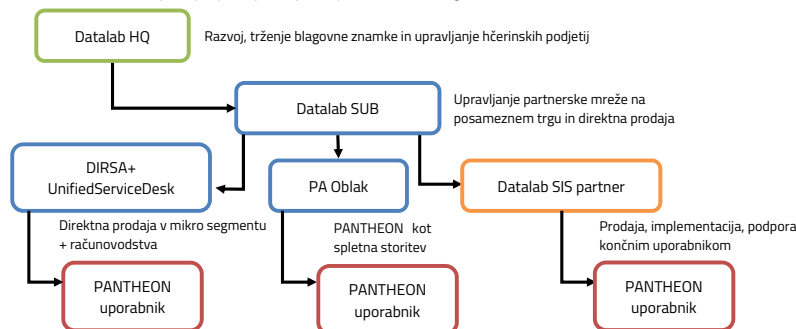 Datalab HQ
Razvoj, trženje blagovne znamke in upravljanje hčerinskih podjetij
Datalab SUB
Upravljanje partnerske mreže na
posameznem trgu in direktna prodaja
DIRSA+
UnifiedServiceDesk
PA Oblak
Datalab SIS partner
Direktna prodaja v mikro segmentu
+ računovodstva
PANTHEON kot
spletna storitev
Prodaja, implementacija, podpora
končnim uporabnikom
PANTHEON
uporabnik
PANTHEON
uporabnik
PANTHEON
uporabnik